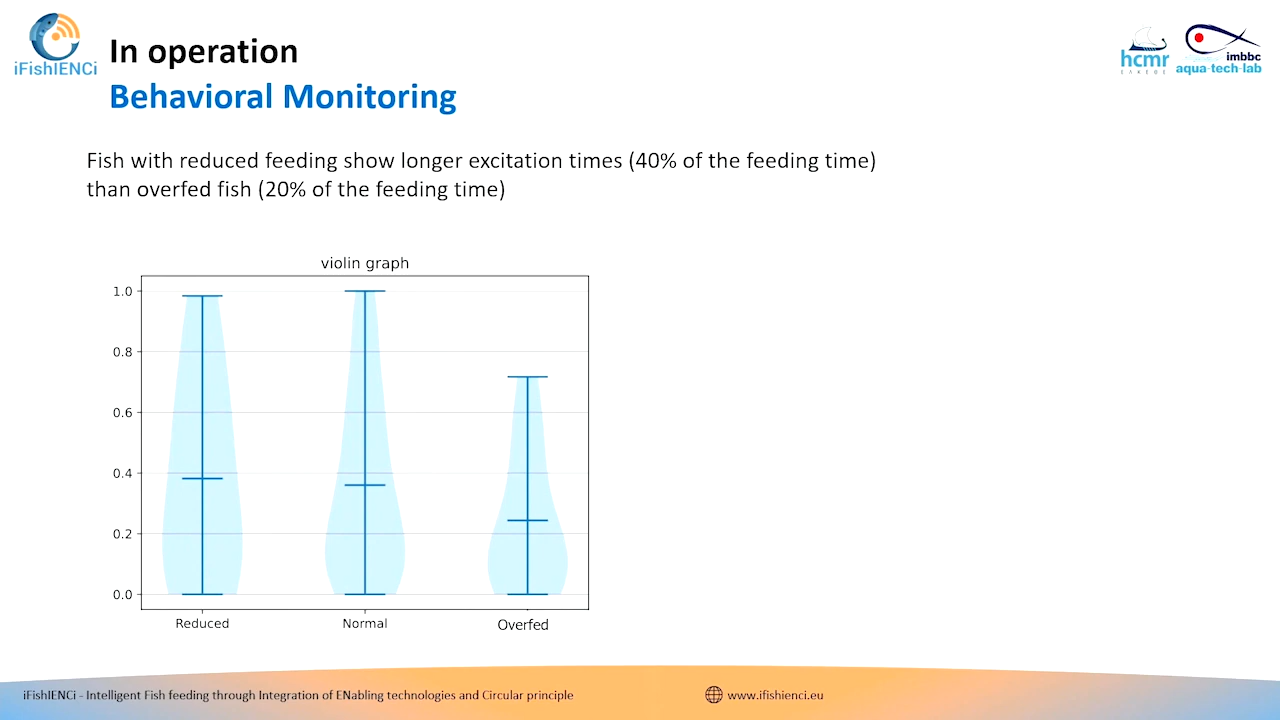 iFishIENCi
In operation
Behavioral Monitoring
hcmr
ΕΛΚΕΘΕ
imbbc
aqua-tech-lab
Fish with reduced feeding show longer excitation times (40% of the feeding time)
than overfed fish (20% of the feeding time)
violin graph
1.0
0.8
0.6
0.4
0.2
0.0
Reduced
Normal
Overfed
iFishIENCi - Intelligent Fish feeding through Integration of ENabling technologies and Circular principle
www.ifishienci.eu